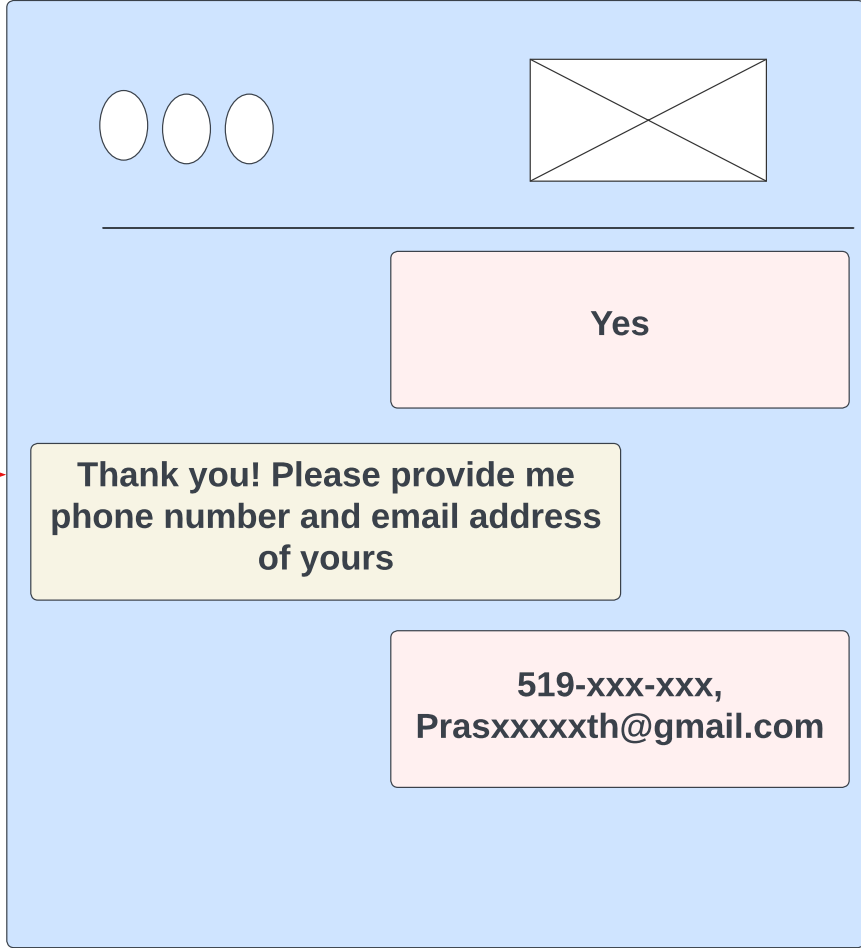 Yes
Thank you! Please provide me
phone number and email address
of yours
519-xxx-xxx,
Prasxxxxxth@gmail.com